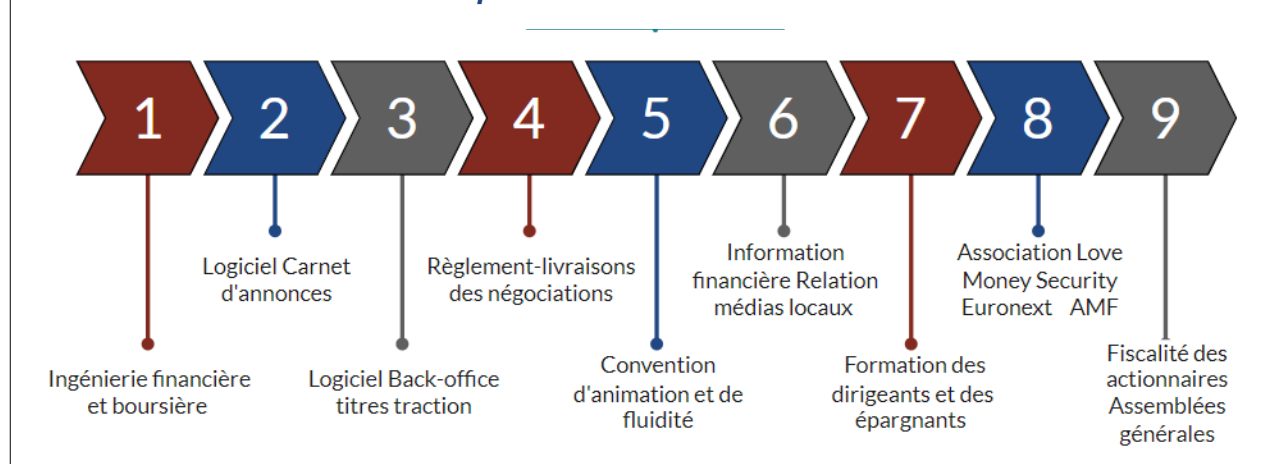 1 2 3 4 5 6 7 8 9
Ingénierie financière
et boursière
Logiciel Carnet
d'annonces
Logiciel Back-office
titres traction
Règlement-livraisons
des négociations
Convention
d'animation et de
fluidité
Information
financière Relation
médias locaux
Formation des
dirigeants et des
épargnants
Association Love
Money Security
Euronext AMF
Fiscalité des
actionnaires
Assemblées
générales